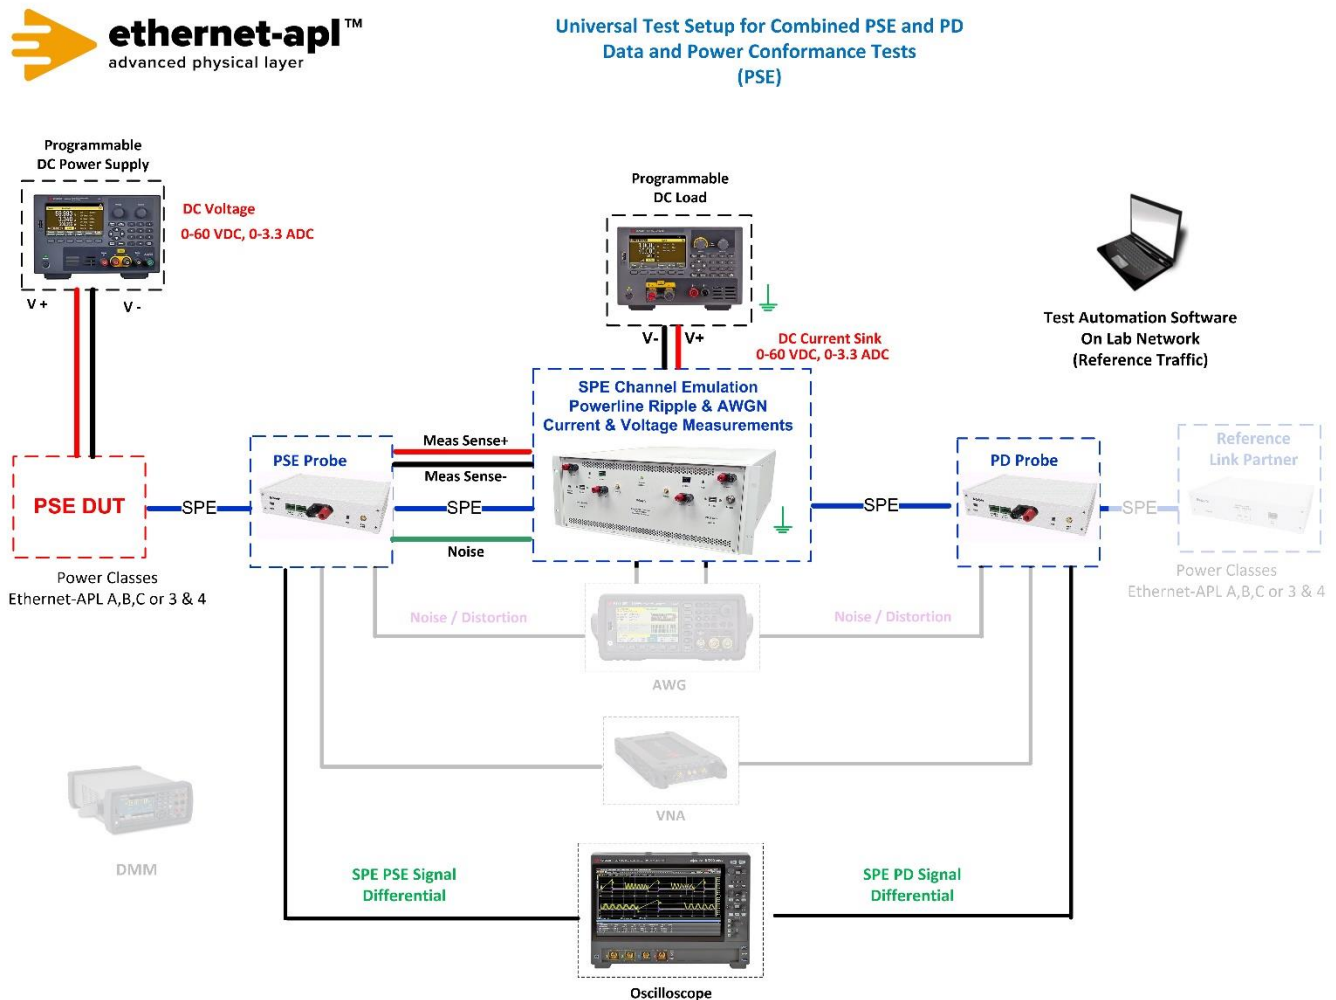 ethernet-apl™
advanced physical layer
Universal Test Setup for Combined PSE and PD
Data and Power Conformance Tests
(PSE)
Programmable
DC Power Supply
DC Voltage
0-60 VDC, 0-3.3 ADC
V +
V -
Programmable
DC Load
V-
V+
DC Current Sink
0-60 VDC, 0-3.3 ADC
Test Automation Software
On Lab Network
(Reference Traffic)
SPE Channel Emulation
Powerline Ripple & AWGN
Current & Voltage Measurements
PSE DUT
SPE
PSE Probe
Meas Sense+
Meas Sense-
SPE
Noise
SPE
PD Probe
SPE
Reference
Link Partner
Power Classes
Ethernet-APL A,B,C or 3 & 4
Power Classes
Ethernet-APL A,B,C or 3 & 4
Noise / Distortion
Noise / Distortion
AWG
VNA
DMM
SPE PSE Signal
Differential
SPE PD Signal
Differential
Oscilloscope